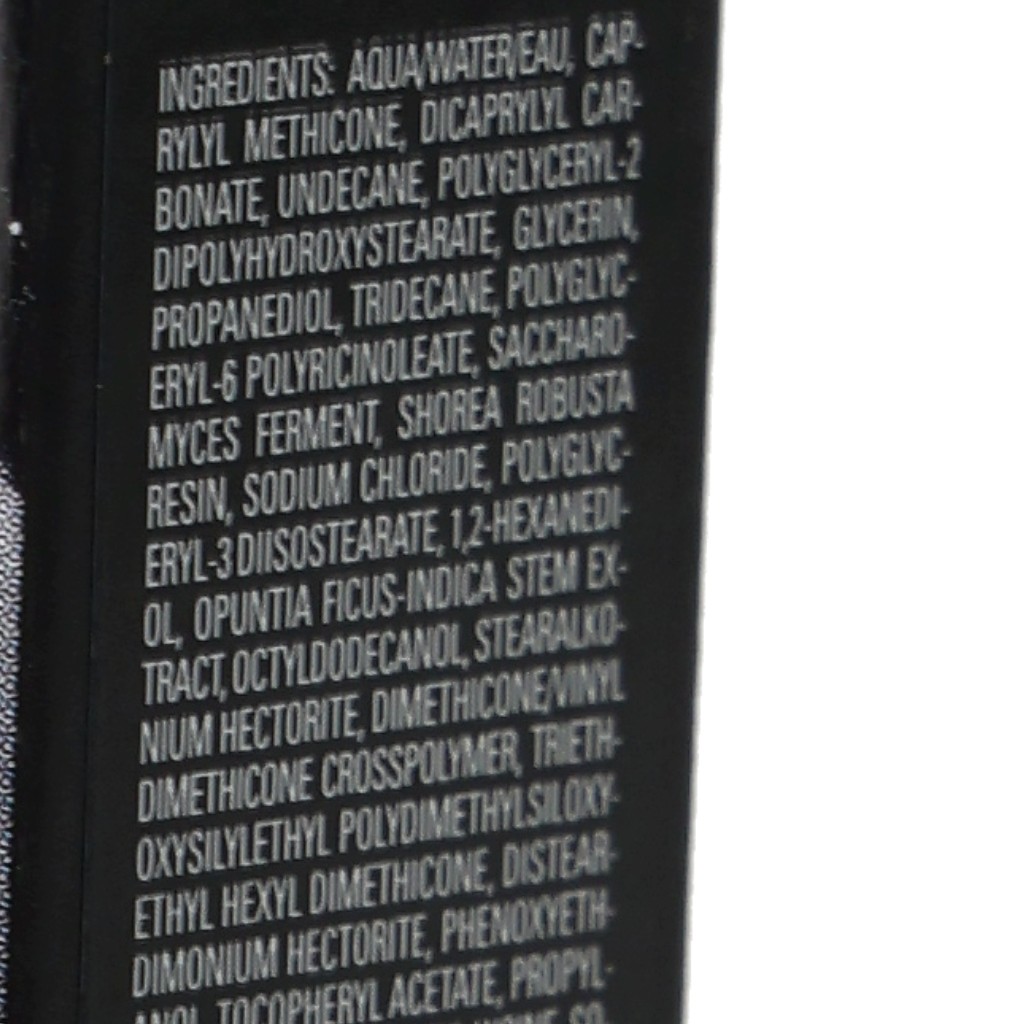 INGREDIENTS: AQUA/WATER/EAU, CAP-
RYLYL METHICONE, DICAPRYLYL CAR-
BONATE, UNDECANE, POLYGLYCERYL-2
DIPOLYHYDROXYSTEARATE, GLYCERIN,
PROPANEDIOL, TRIDECANE, POLYGLYC-
ERYL-6 POLYRICINOLEATE, SACCHARO-
MYCES FERMENT, SHOREA ROBUSTA
RESIN, SODIUM CHLORIDE, POLYGLYC-
ERYL-3 DIISOSTEARATE, 1,2-HEXANEDI-
OL, OPUNTIA FICUS-INDICA STEM EX-
TRACT, OCTYLDODECANOL, STEARALKO-
NIUM HECTORITE, DIMETHICONE/VINYL
DIMETHICONE CROSSPOLYMER, TRIETH-
OXYSILYLETHYL POLYDIMETHYLSILOXY-
ETHYL HEXYL DIMETHICONE, DISTEAR-
DIMONIUM HECTORITE, PHENOXYETH-
ANOL, TOCOPHERYL ACETATE, PROPYL-